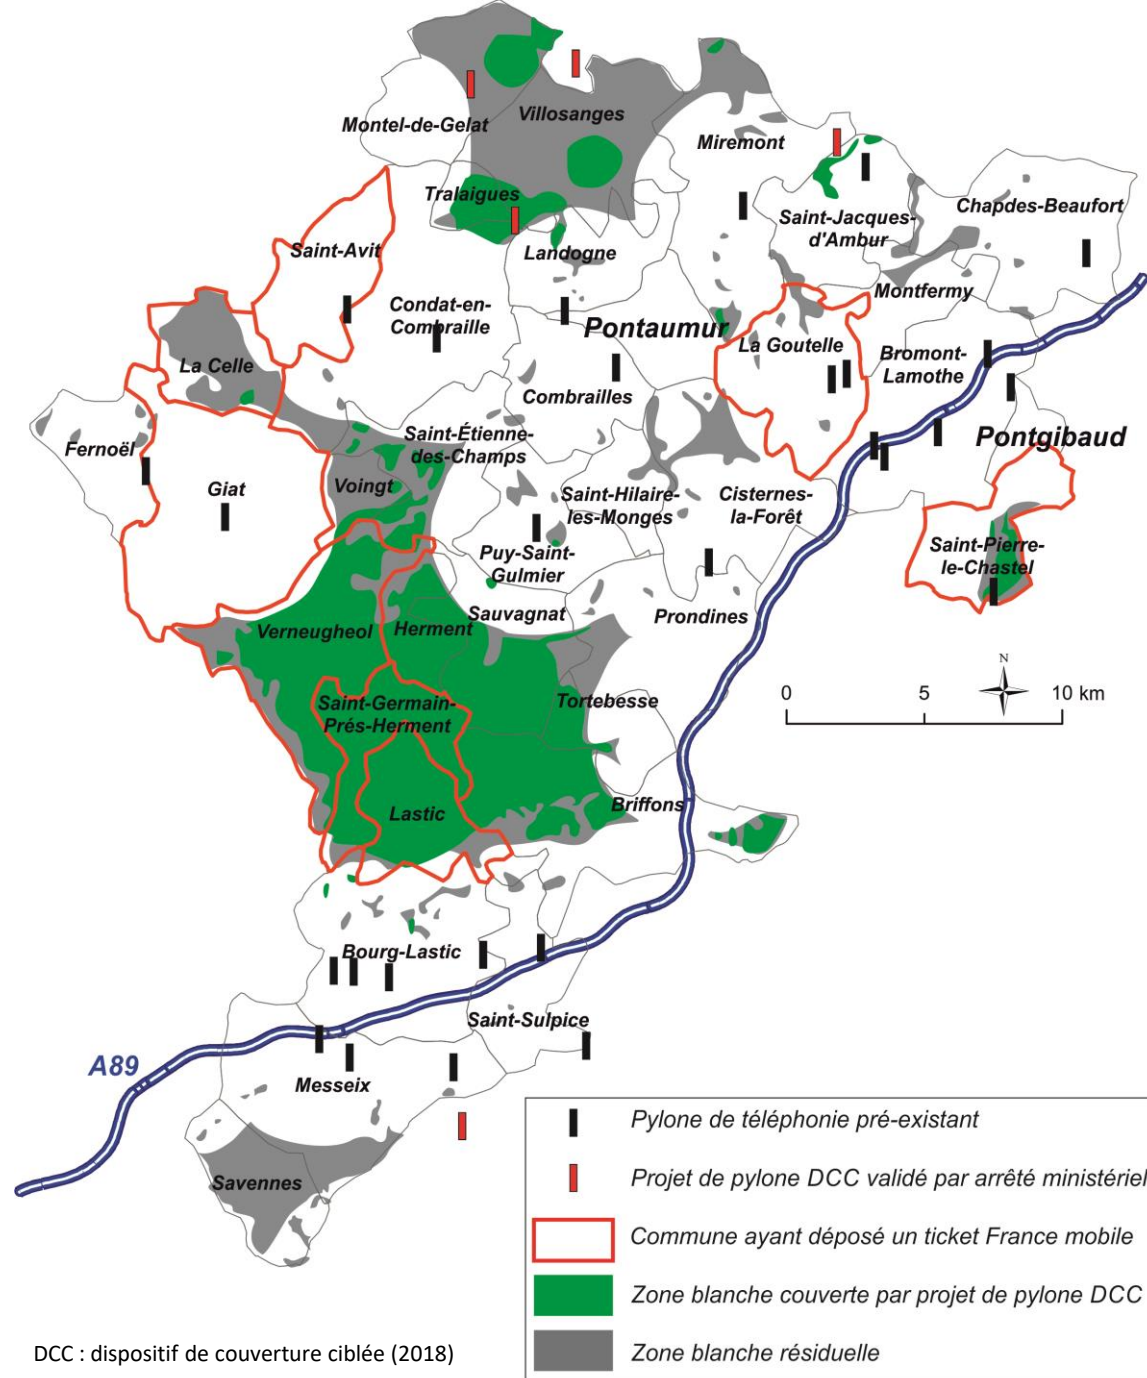 Villosanges
Montel-de-Gelat
Miremont
Tralaigues
Chapdes-Beaufort
Saint-Jacques-
d'Ambur
Saint-Avit
Landogne
Montfermy
Condat-en-
Combraille
Pontaumur
La Goutelle
Bromont-
Lamothe
La Celle
Combrailles
Fernoël
Saint-Étienne-
des-Champs
Pontgibaud
Giat
Voingt
Saint-Hilaire-
les-Monges
Cisternes-
la-Forêt
Saint-Pierre-
le-Chastel
Puy-Saint-
Gulmier
Sauvagnat
Prondines
Verneugheol
Herment
N
0
5
10 km
Saint-Germain-
Prés-Herment
Tortebesse
Lastic
Briffons
Bourg-Lastic
Saint-Sulpice
A89
Messeix
Savennes
Pylone de téléphonie pré-existant
Projet de pylone DCC validé par arrêté ministériel
Commune ayant déposé un ticket France mobile
Zone blanche couverte par projet de pylone DCC
Zone blanche résiduelle
DCC : dispositif de couverture ciblée (2018)